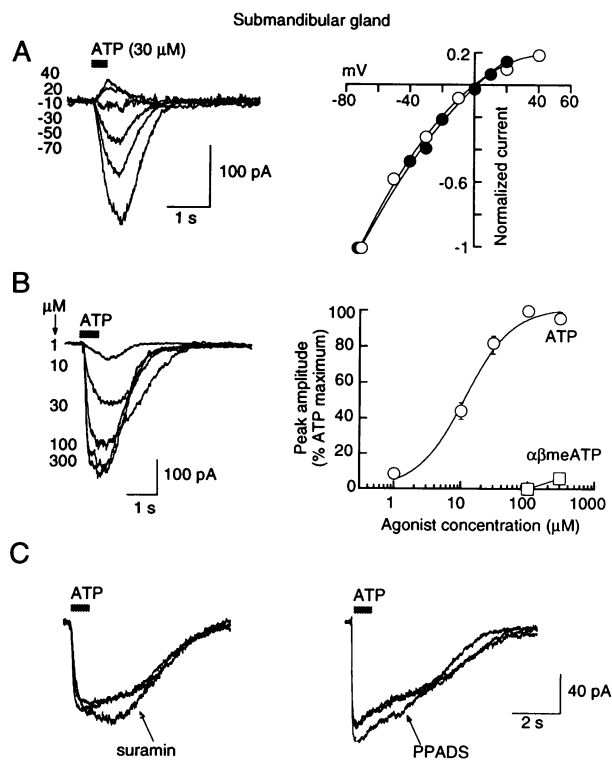 Submandibular gland
A
ATP (30 μM)
40
20
-10
-30
-50
-70
100 pA
1 s
mV
-80
-40
20
60
0.2
-0.6
-1
Normalized current
B
μM
ATP
1
10
30
100
300
100 pA
1 s
Peak amplitude
(% ATP maximum)
100
80
60
40
20
0
ATP
αβmeATP
1
10
100
1000
Agonist concentration (μM)
C
ATP
suramin
ATP
PPADS
40 pA
2 s